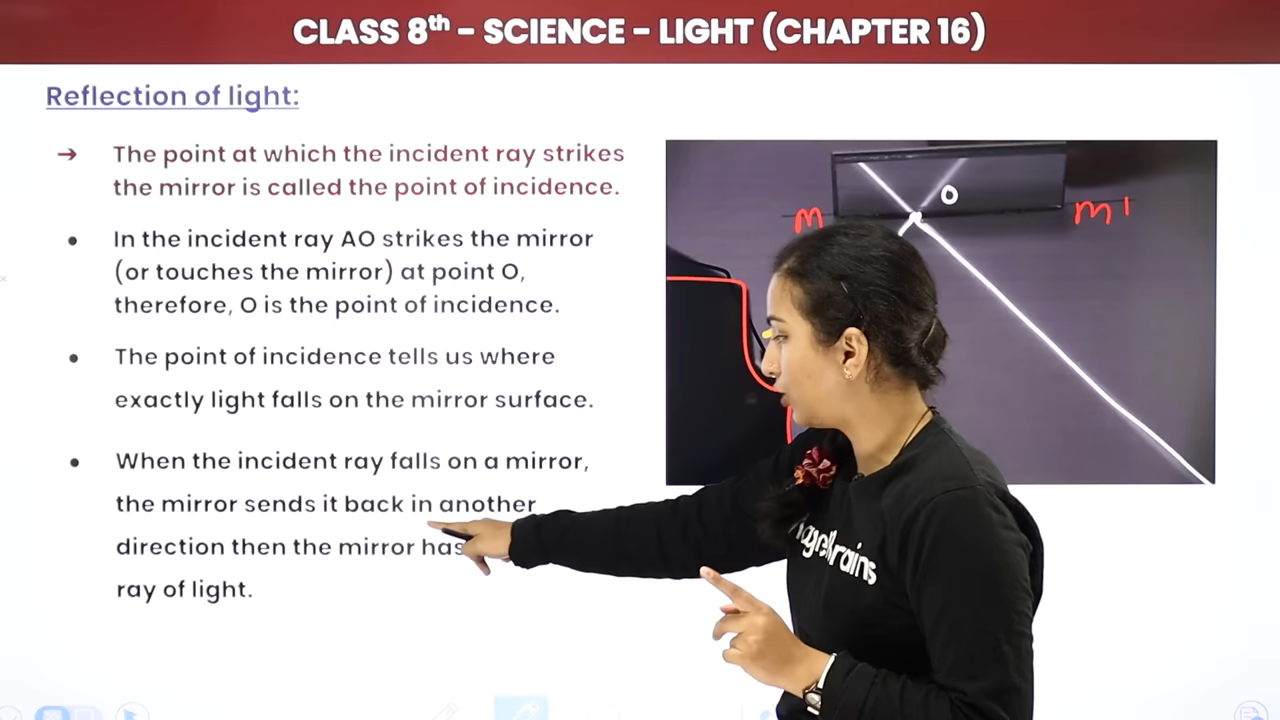 CLASS 8th – SCIENCE – LIGHT (CHAPTER 16)
Reflection of light:
→ The point at which the incident ray strikes
the mirror is called the point of incidence.
• In the incident ray AO strikes the mirror
(or touches the mirror) at point O,
therefore, O is the point of incidence.
• The point of incidence tells us where
exactly light falls on the mirror surface.
• When the incident ray falls on a mirror,
the mirror sends it back in another
direction then the mirror has
ray of light.
O
M
M'